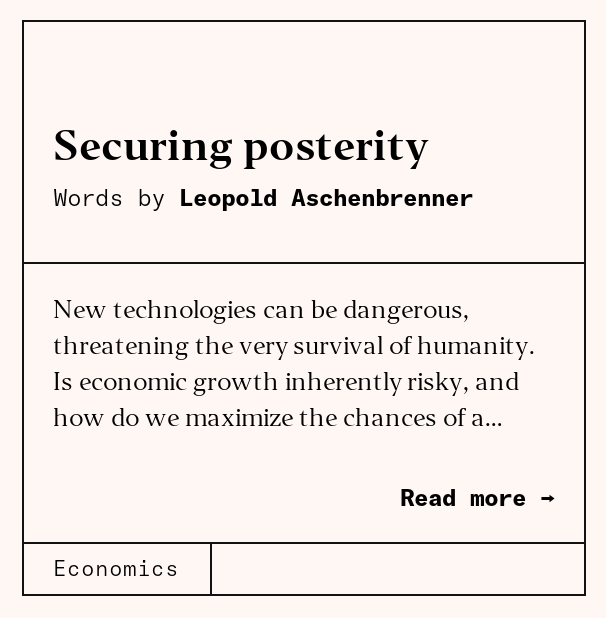 Securing posterity
Words by Leopold Aschenbrenner
New technologies can be dangerous,
threatening the very survival of humanity.
Is economic growth inherently risky, and
how do we maximize the chances of a...
Read more →
Economics